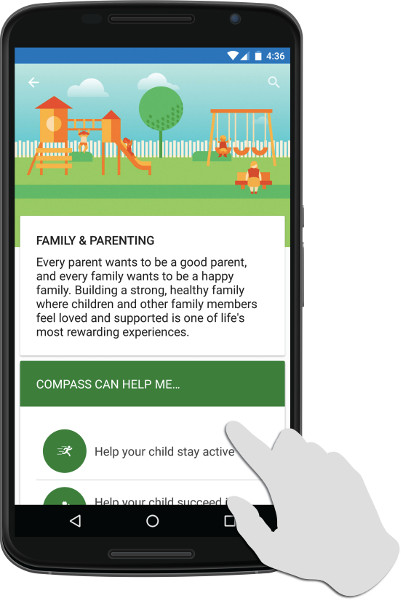 4:36
FAMILY & PARENTING
Every parent wants to be a good parent,
and every family wants to be a happy
family. Building a strong, healthy family
where children and other family members
feel loved and supported is one of life's
most rewarding experiences.
COMPASS CAN HELP ME...
Help your child stay active
Help your child succeed